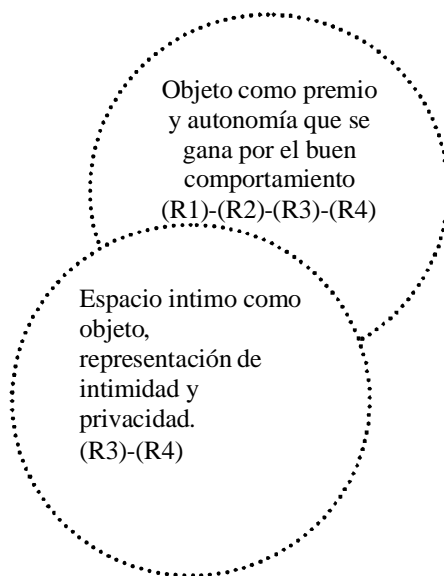 Objeto como premio
y autonomía que se
gana por el buen
comportamiento
(R1)-(R2)-(R3)-(R4)
Espacio intimo como
objeto,
representación de
intimidad y
privacidad.
(R3)-(R4)